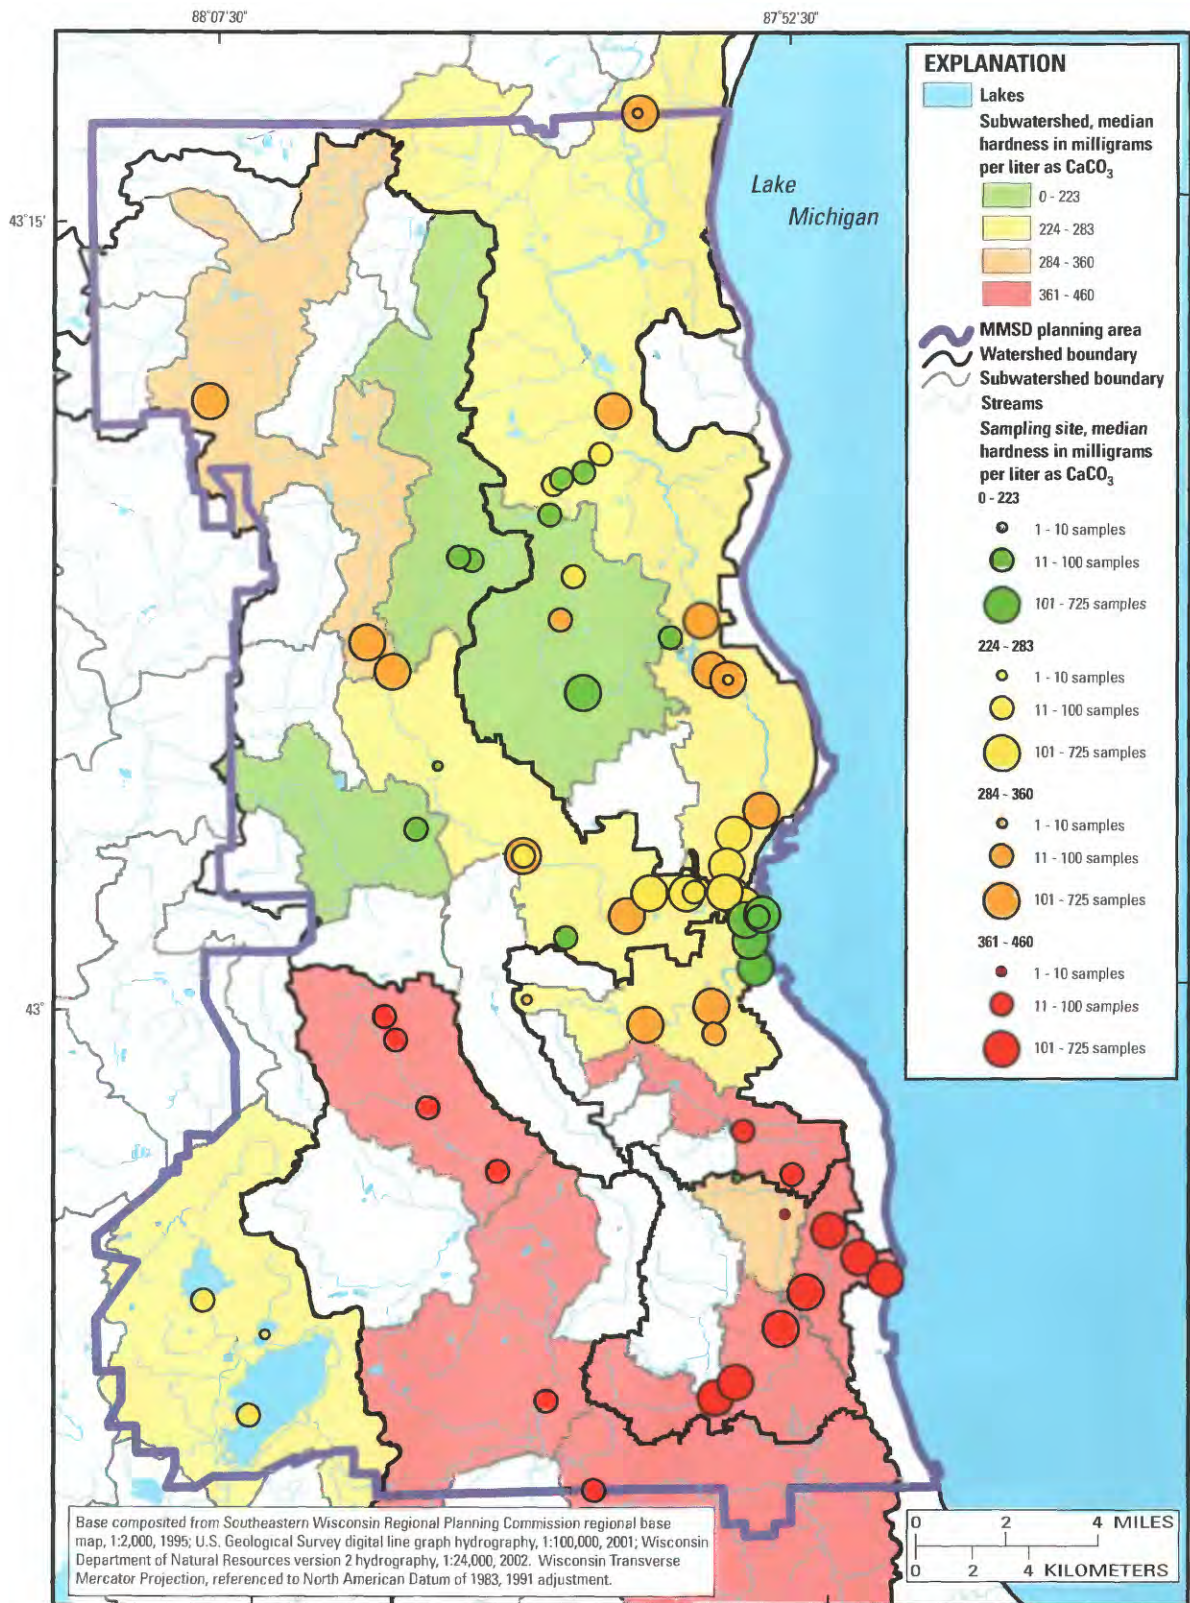 88°07'30"
87°52'30"
43°15'
43°
Lake
Michigan
EXPLANATION
Lakes
Subwatershed, median
hardness in milligrams
per liter as CaCO3
0 - 223
224 - 283
284 - 360
361 - 460
MMSD planning area
Watershed boundary
Subwatershed boundary
Streams
Sampling site, median
hardness in milligrams
per liter as CaCO3
0 - 223
1 - 10 samples
11 - 100 samples
101 - 725 samples
224 - 283
1 - 10 samples
11 - 100 samples
101 - 725 samples
284 - 360
1 - 10 samples
11 - 100 samples
101 - 725 samples
361 - 460
1 - 10 samples
11 - 100 samples
101 - 725 samples
Base composited from Southeastern Wisconsin Regional Planning Commission regional base
map, 1:2,000, 1995; U.S. Geological Survey digital line graph hydrography, 1:100,000, 2001; Wisconsin
Department of Natural Resources version 2 hydrography, 1:24,000, 2002. Wisconsin Transverse
Mercator Projection, referenced to North American Datum of 1983, 1991 adjustment.
0 2 4 MILES
0 2 4 KILOMETERS